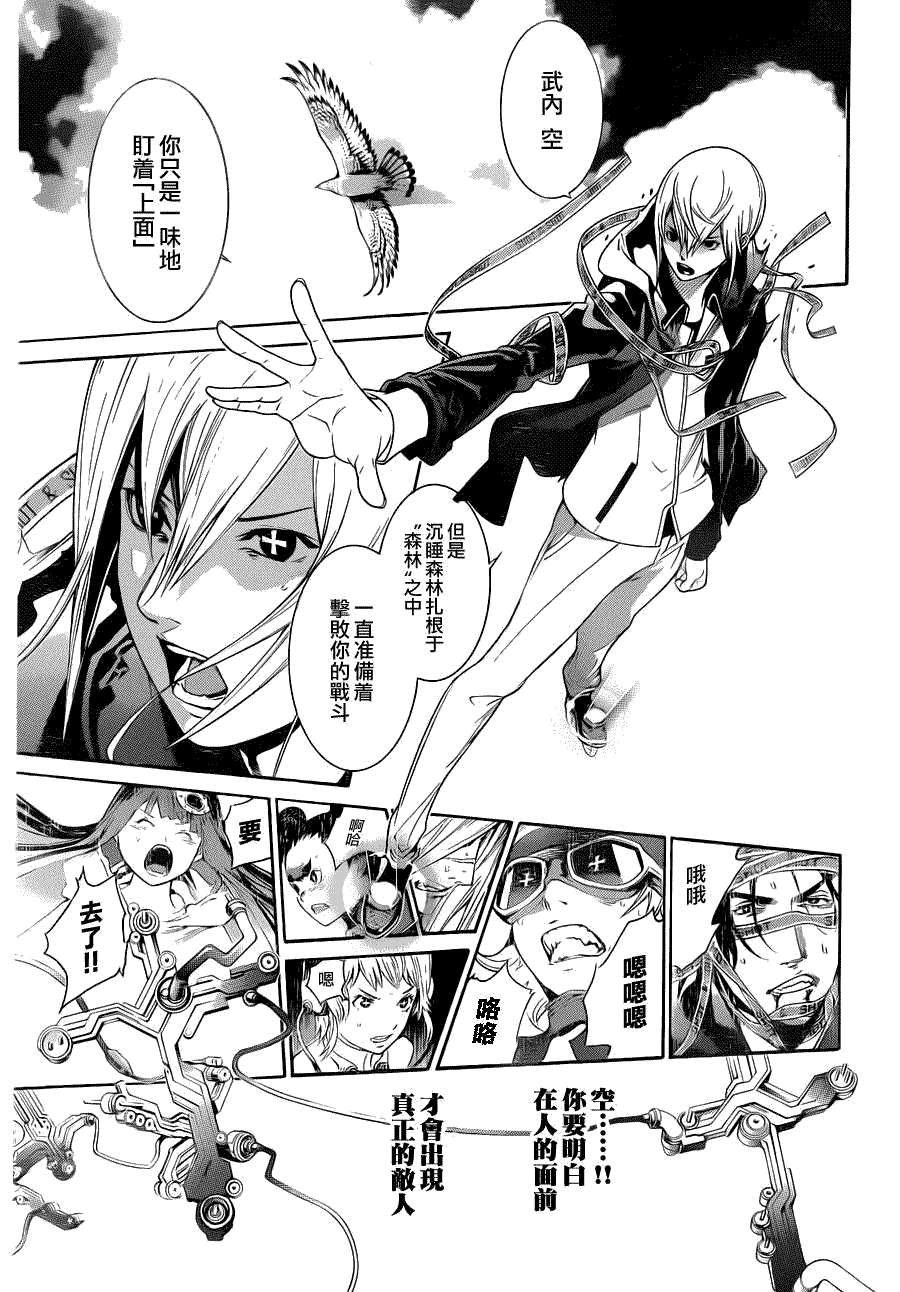 武內 空
你只是一味地
盯着「上面」
但是
沉睡森林扎根于
“森林”之中
一直准備着
擊敗你的戰斗
哦哦
嗯嗯嗯
咯咯
啊哈
嗯
要
去了!!
空……!!
你要明白
在人的面前
才會出現
真正的敵人